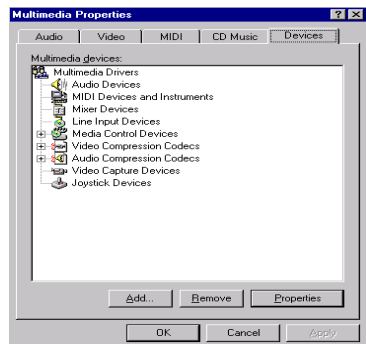 Multimedia Properties
Audio Video MIDI CD Music Devices
Multimedia devices:
Multimedia Drivers
Audio Devices
MIDI Devices and Instruments
Mixer Devices
Line Input Devices
Media Control Devices
Video Compression Codecs
Audio Compression Codecs
Video Capture Devices
Joystick Devices
Add... Remove Properties
OK Cancel Apply